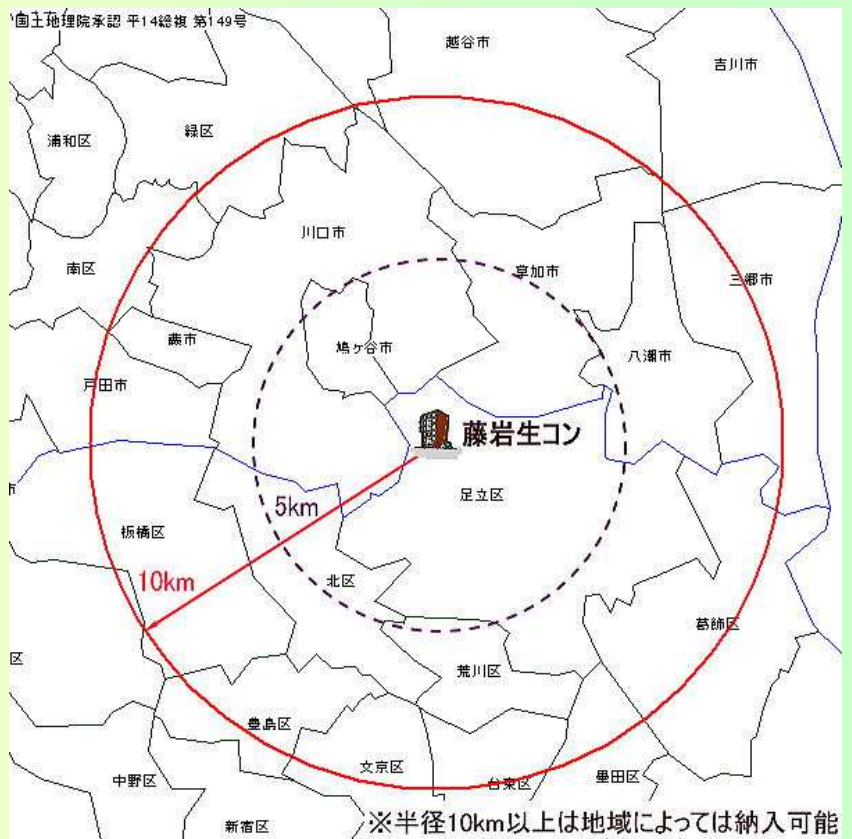 国土地理院承認 平14総複 第149号
越谷市
吉川市
緑区
浦和区
川口市
南区
草加市
三郷市
蕨市
鳩ヶ谷市
八潮市
戸田市
藤岩生コン
足立区
5km
板橋区
10km
北区
葛飾区
区
荒川区
豊島区
文京区
中野区
台東区
墨田区
新宿区
※半径10km以上は地域によっては納入可能